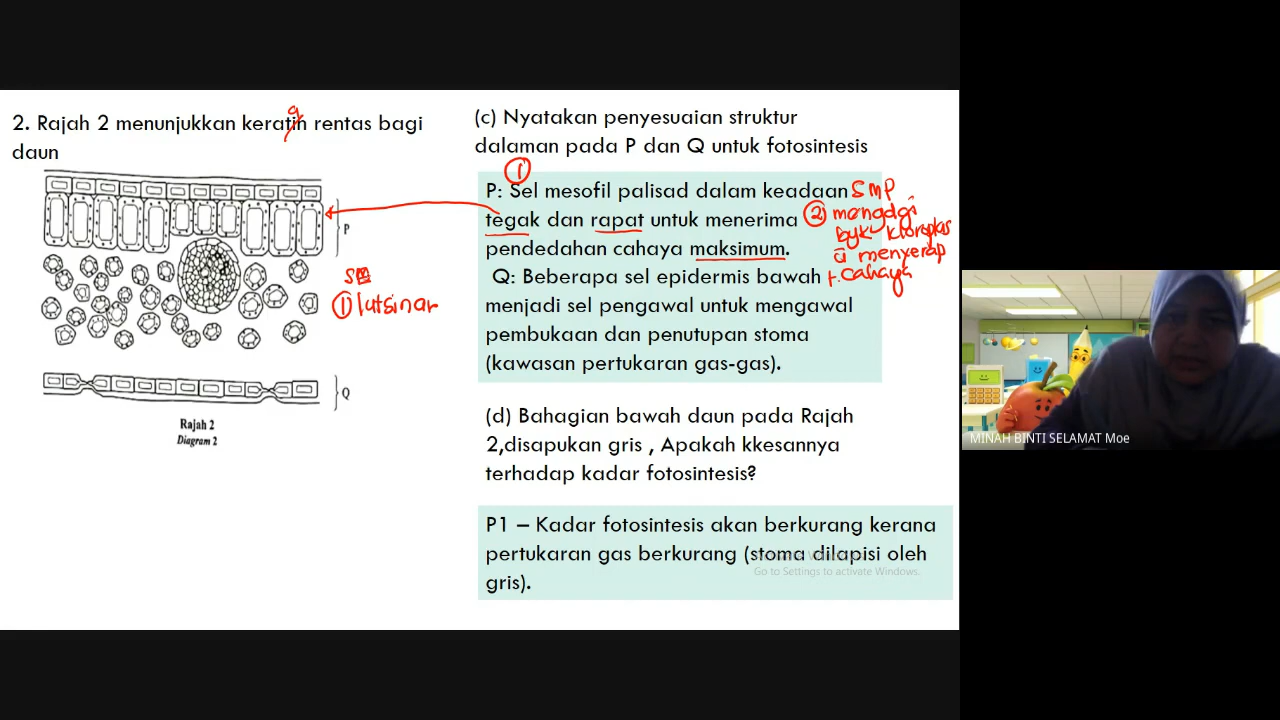 2. Rajah 2 menunjukkan keratin rentas bagi
a
daun
P
Q
Rajah 2
Diagram 2
① lutsinar
(c) Nyatakan penyesuaian struktur
dalaman pada P dan Q untuk fotosintesis
①
P: Sel mesofil palisad dalam keadaan
tegak dan rapat untuk menerima
pendedahan cahaya maksimum.
Q: Beberapa sel epidermis bawah
menjadi sel pengawal untuk mengawal
pembukaan dan penutupan stoma
(kawasan pertukaran gas-gas).
SMP
②
byk
menyerap
cahaya
(d) Bahagian bawah daun pada Rajah
2,disapukan gris , Apakah kkesannya
terhadap kadar fotosintesis?
P1 – Kadar fotosintesis akan berkurang kerana
pertukaran gas berkurang (stoma dilapisi oleh
gris).
Go to Settings to activate Windows.
MINAH BINTI SELAMAT Moe